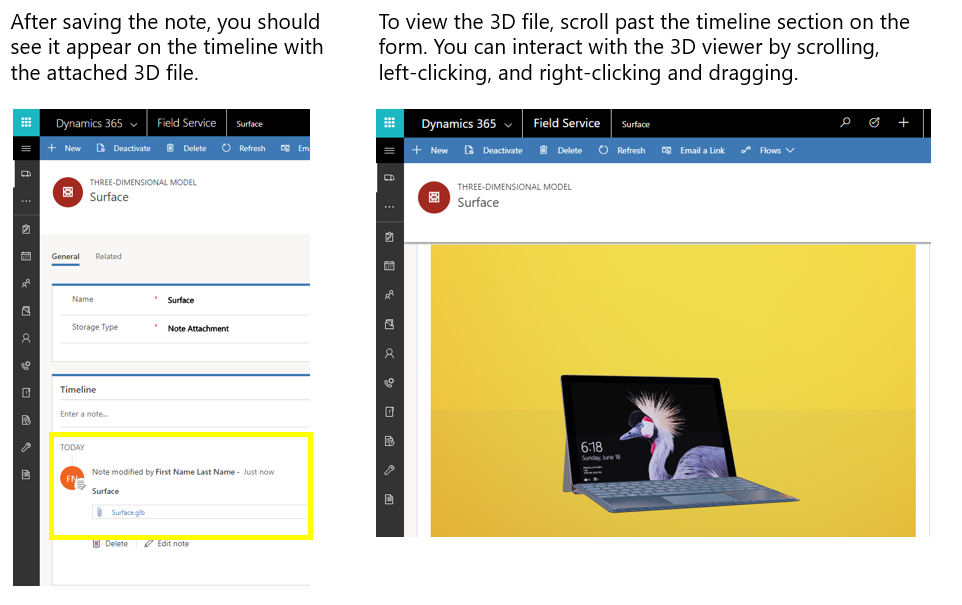 After saving the note, you should
see it appear on the timeline with
the attached 3D file.
To view the 3D file, scroll past the timeline section on the
form. You can interact with the 3D viewer by scrolling,
left-clicking, and right-clicking and dragging.
Dynamics 365 Field Service Surface
New Deactivate Delete Refresh Ema
THREE-DIMENSIONAL MODEL
Surface
General Related
Name * Surface
Storage Type * Note Attachment
Timeline
Enter a note...
TODAY
FN Note modified by First Name Last Name - Just now
Surface
Surface.glb
Delete Edit note
Dynamics 365 Field Service Surface
New Deactivate Delete Refresh Email a Link Flows
THREE-DIMENSIONAL MODEL
Surface
6:18
Sunday, June 18